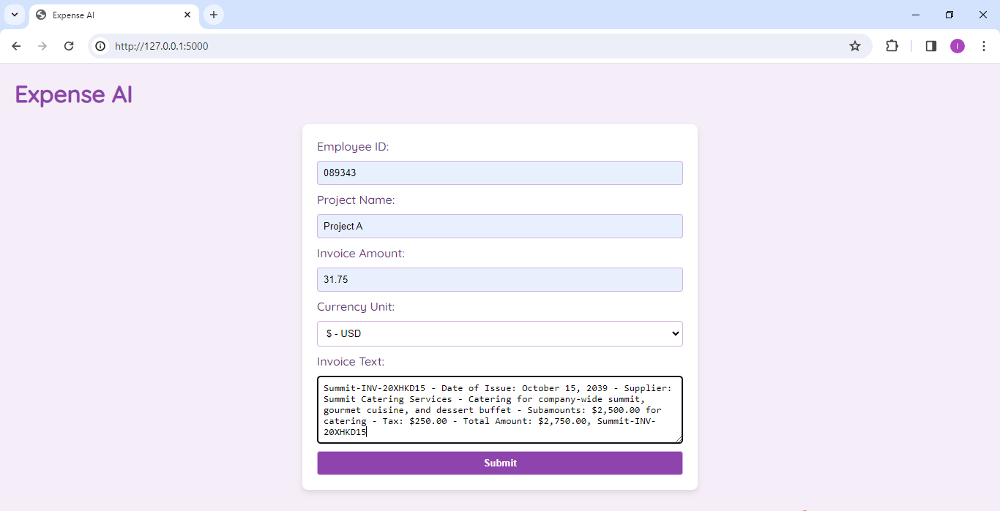 Expense AI
http://127.0.0.1:5000
I
Expense AI
Employee ID:
089343
Project Name:
Project A
Invoice Amount:
31.75
Currency Unit:
$ - USD
Invoice Text:
Summit-INV-20XHKD15 - Date of Issue: October 15, 2039 - Supplier:
Summit Catering Services - Catering for company-wide summit,
gourmet cuisine, and dessert buffet - Subamounts: $2,500.00 for
catering - Tax: $250.00 - Total Amount: $2,750.00, Summit-INV-
20XHKD15
Submit